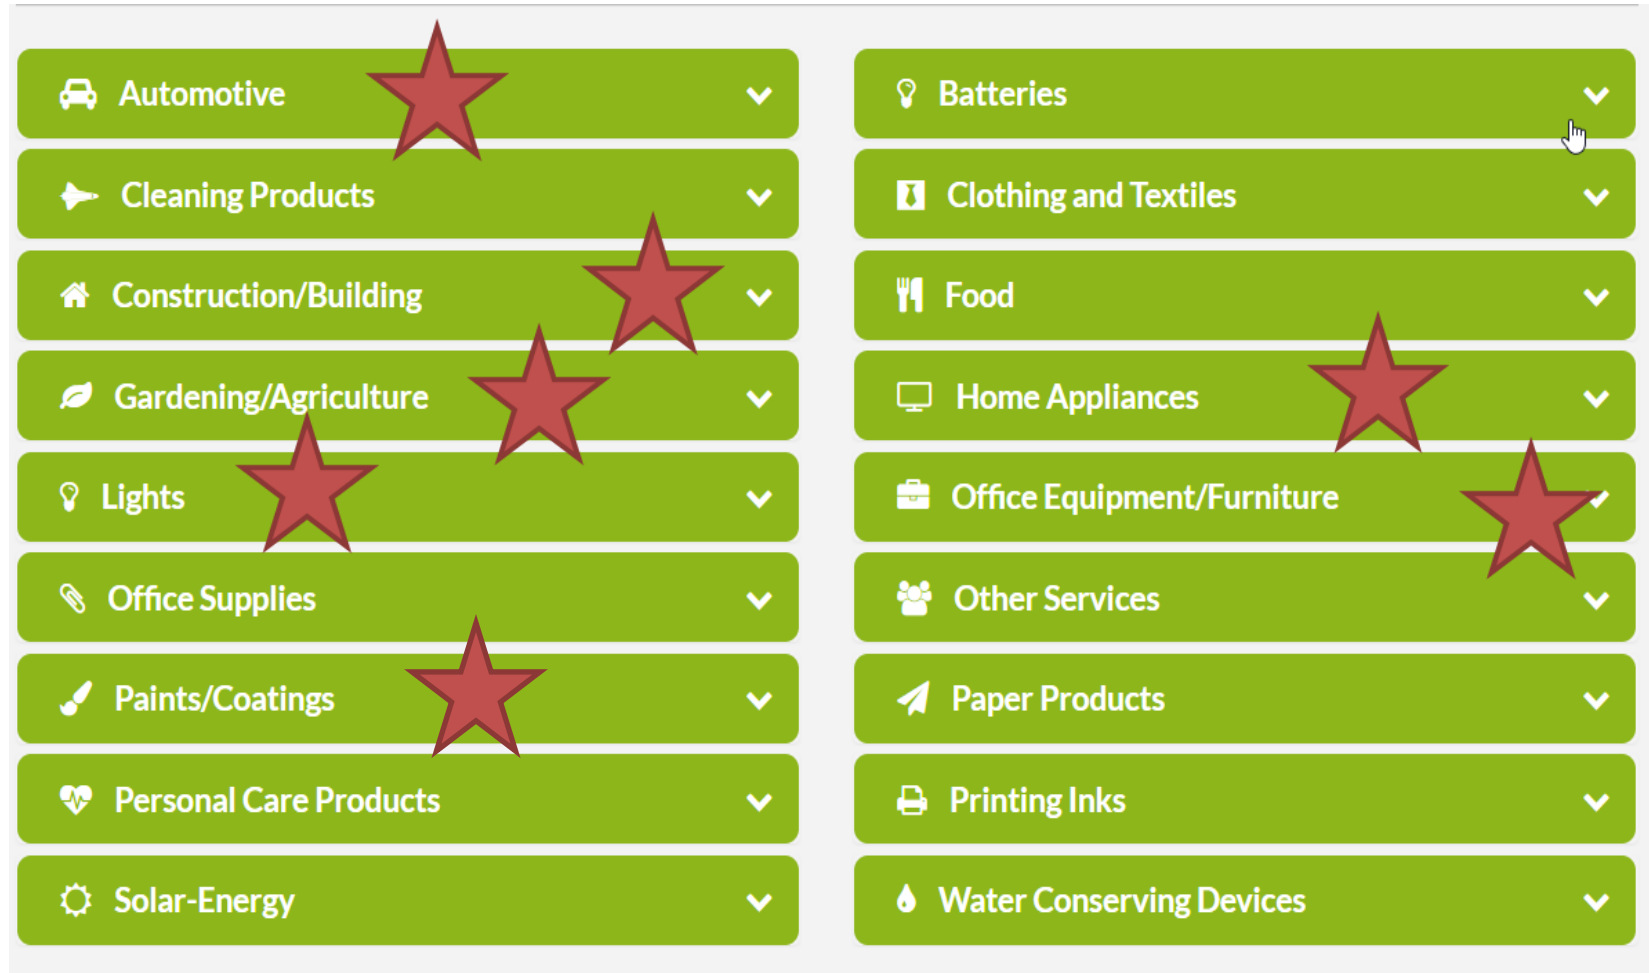 Automotive
Batteries
Cleaning Products
Clothing and Textiles
Construction/Building
Food
Gardening/Agriculture
Home Appliances
Lights
Office Equipment/Furniture
Office Supplies
Other Services
Paints/Coatings
Paper Products
Personal Care Products
Printing Inks
Solar-Energy
Water Conserving Devices